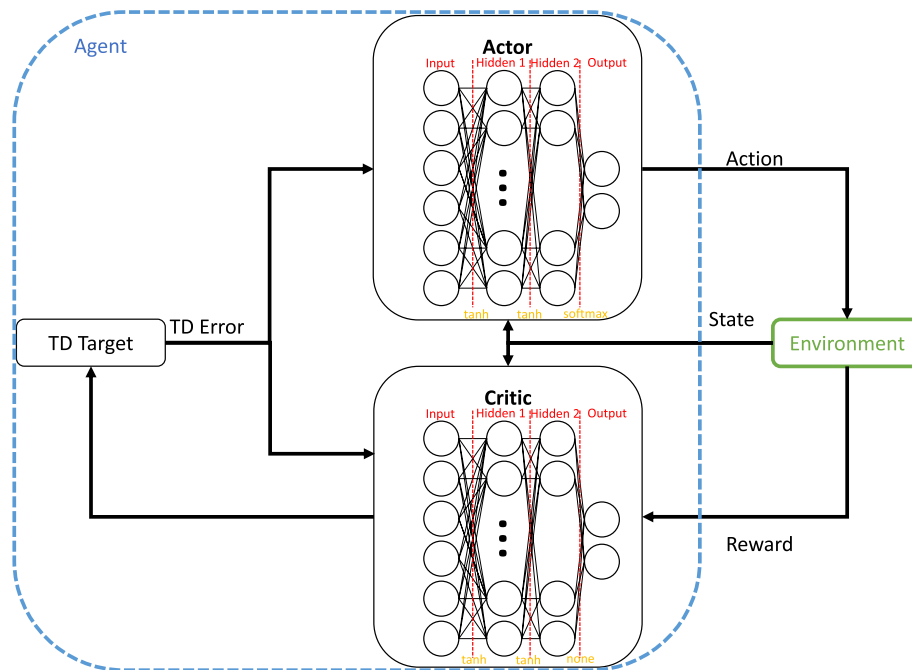 Agent
Actor
Input Hidden 1 Hidden 2 Output
tanh tanh softmax
Action
TD Target
TD Error
State
Environment
Critic
Input Hidden 1 Hidden 2 Output
tanh tanh none
Reward